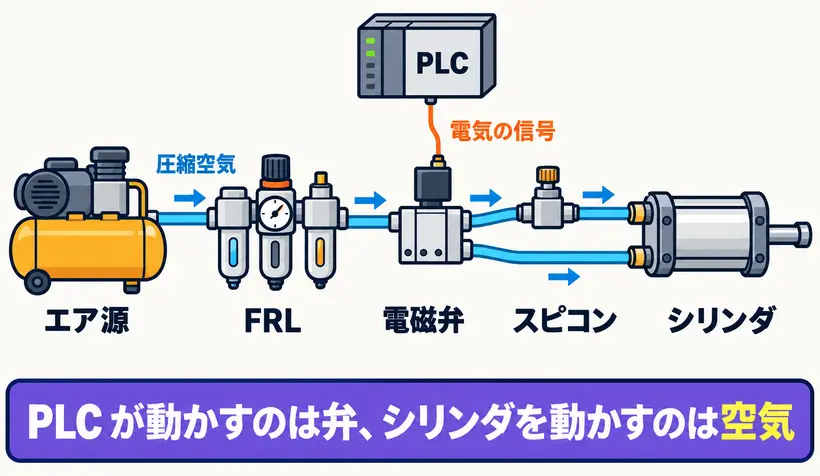 PLC
電気の信号
圧縮空気
エア源
FRL
電磁弁
スピコン
シリンダ
PLCが動かすのは弁、シリンダを動かすのは空気